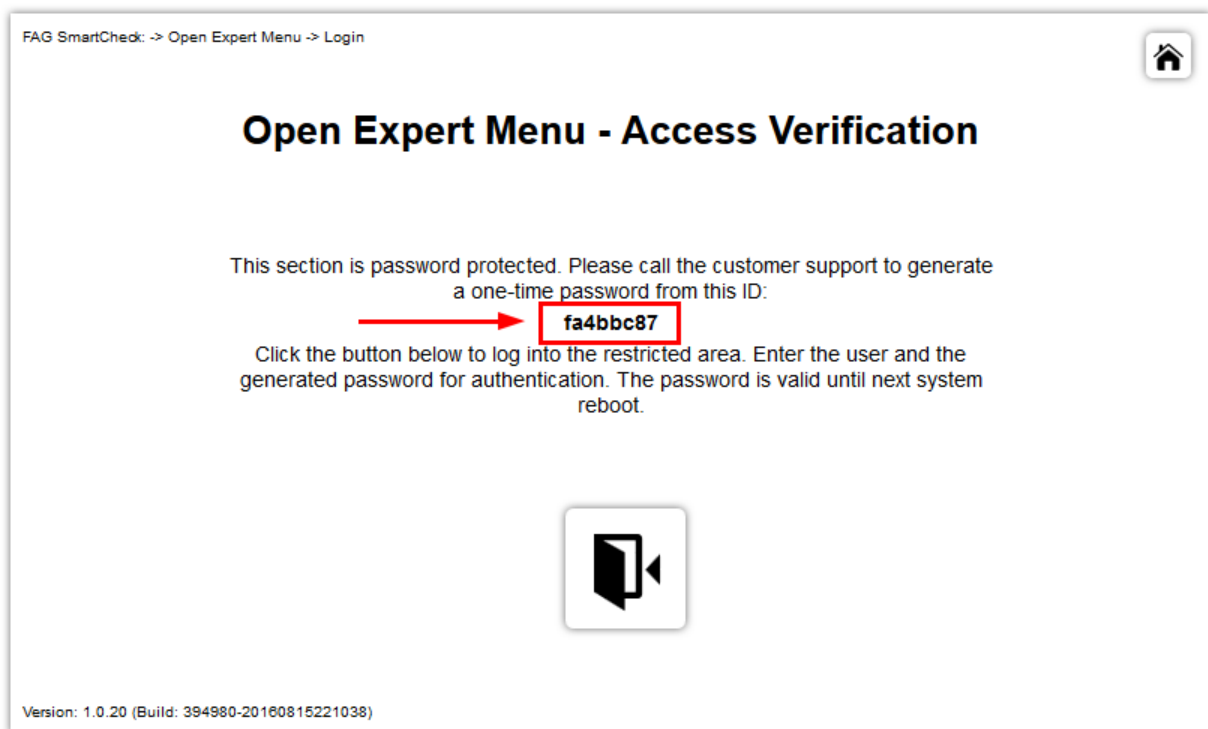 FAG SmartCheck: -> Open Expert Menu -> Login
Open Expert Menu - Access Verification
This section is password protected. Please call the customer support to generate
a one-time password from this ID:
fa4bbc87
Click the button below to log into the restricted area. Enter the user and the
generated password for authentication. The password is valid until next system
reboot.
Version: 1.0.20 (Build: 394980-20160815221038)